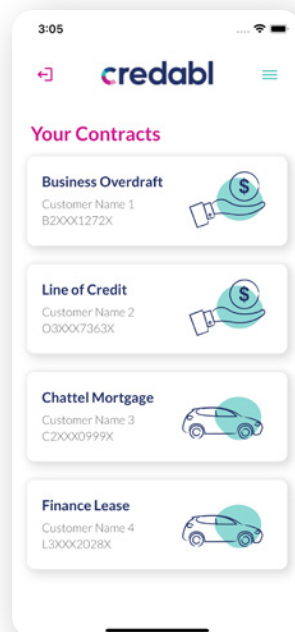 3:05
credabl
Your Contracts
Business Overdraft
Customer Name 1
B2XXX1272X
$
Line of Credit
Customer Name 2
O3XXX7363X
$
Chattel Mortgage
Customer Name 3
C2XXX0999X
Finance Lease
Customer Name 4
L3XXX2028X